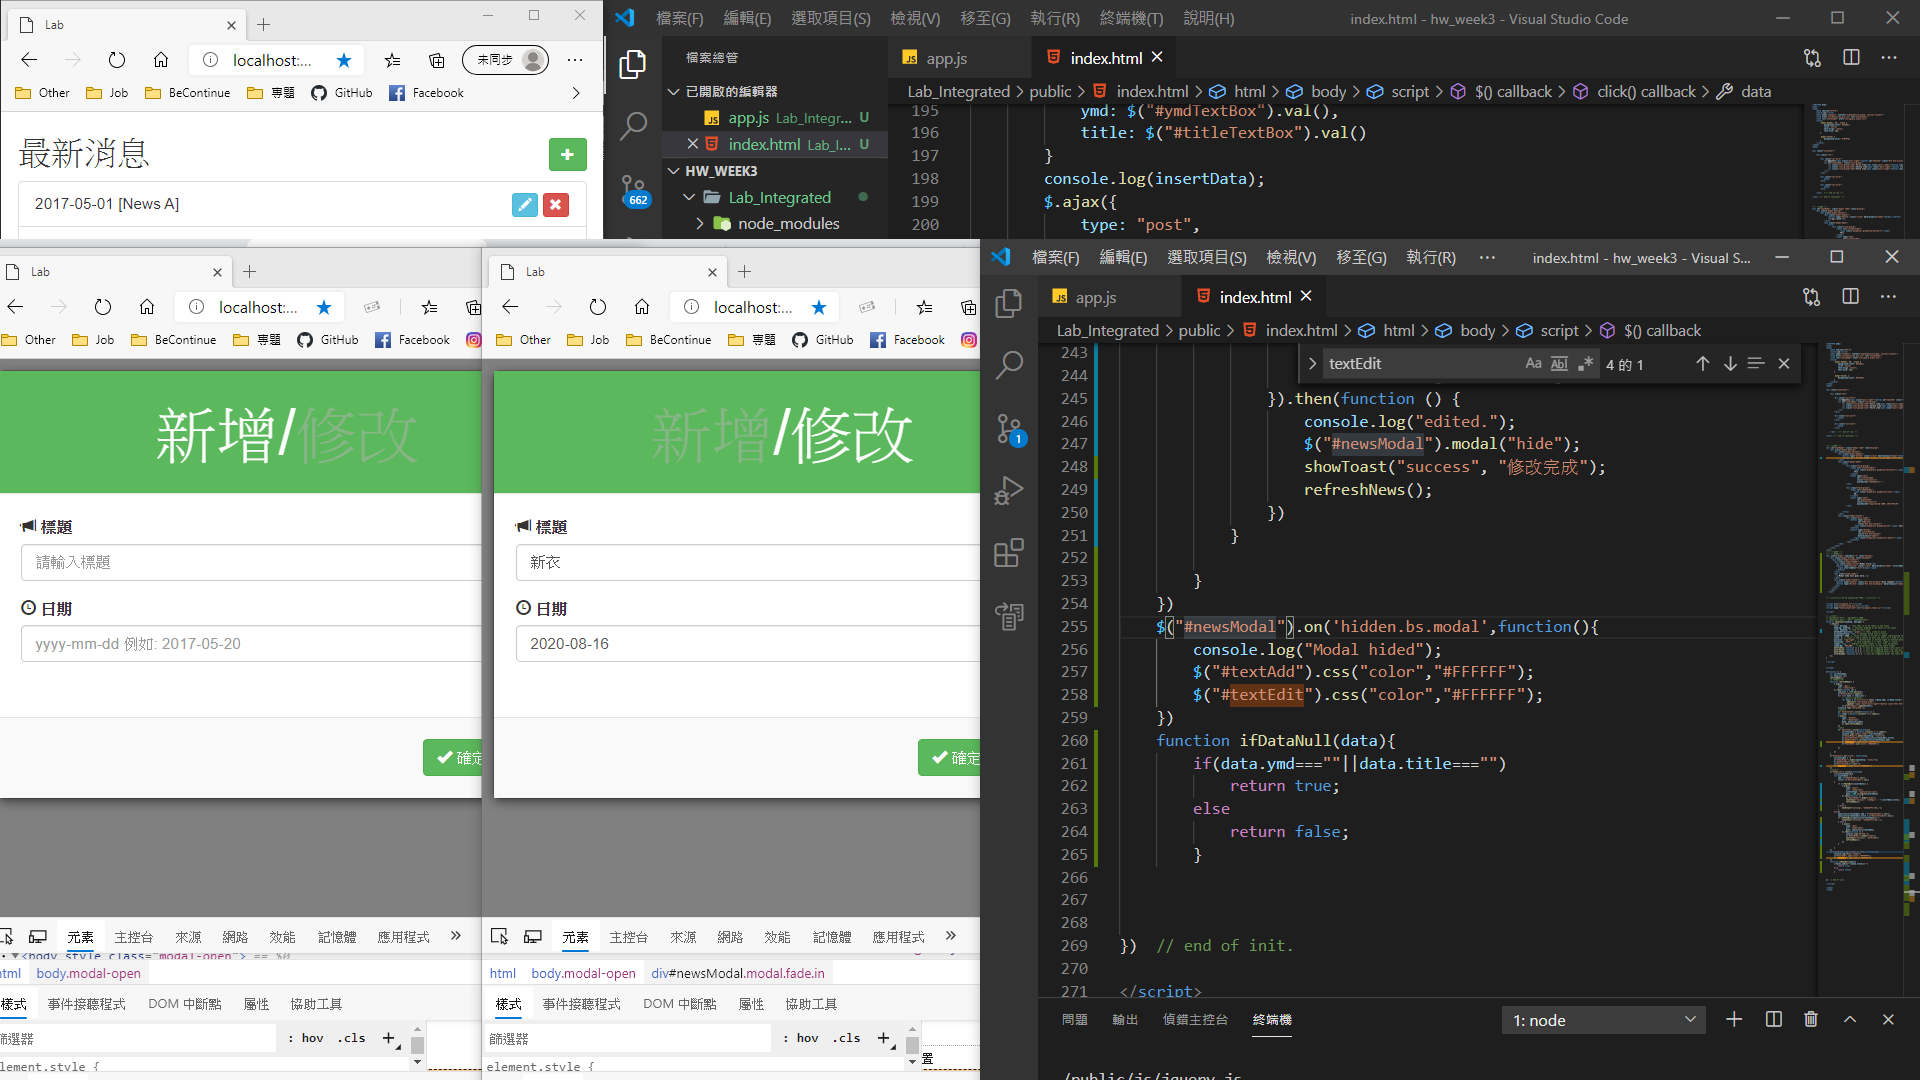 Lab
localhost:...
未同步
Other Job BeContinue 專題 GitHub Facebook
最新消息
2017-05-01 [News A]
檔案(F) 編輯(E) 選取項目(S) 檢視(V) 移至(G) 執行(R) 終端機(T) 說明(H)
index.html - hw_week3 - Visual Studio Code
檔案總管
app.js
index.html
已開啟的編輯器
app.js Lab_Integr... U
index.html Lab_I... U
HW_WEEK3
Lab_Integrated
node_modules
662
Lab_Integrated > public > index.html > html > body > script > $() callback > click() callback > data
195 ymd: $("#ymdTextBox").val(),
196 title: $("#titleTextBox").val()
197 }
198 console.log(insertData);
199 $.ajax({
200 type: "post",
Lab
localhost:...
Other Job BeContinue 專題 GitHub Facebook
新增/修改
標題
請輸入標題
日期
yyyy-mm-dd 例如: 2017-05-20
元素 主控台 來源 網路 效能 記憶體 應用程式
<body style class="modal-open"> == $0
html body.modal-open
樣式 事件接聽程式 DOM 中斷點 屬性 協助工具
篩選器 : hov .cls
element.style {
Lab
localhost:...
Other Job BeContinue 專題 GitHub Facebook
新增/修改
標題
新衣
日期
2020-08-16
元素 主控台 來源 網路 效能 記憶體 應用程式
html body.modal-open div#newsModal.modal.fade.in
樣式 事件接聽程式 DOM 中斷點 屬性 協助工具
篩選器 : hov .cls
置
element.style {
檔案(F) 編輯(E) 選取項目(S) 檢視(V) 移至(G) 執行(R) ···
index.html - hw_week3 - Visual S...
app.js
index.html
Lab_Integrated > public > index.html > html > body > script > $() callback
textEdit
Aa Abl
4 的 1
1
243
244
245 }).then(function () {
246 console.log("edited.");
247 $("#newsModal").modal("hide");
248 showToast("success", "修改完成");
249 refreshNews();
250 })
251 }
252
253 }
254 })
255 $("#newsModal").on('hidden.bs.modal',function(){
256 console.log("Modal hided");
257 $("#textAdd").css("color","#FFFFFF");
258 $("#textEdit").css("color","#FFFFFF");
259 })
260 function ifDataNull(data){
261 if(data.ymd===""||data.title==="")
262 return true;
263 else
264 return false;
265 }
266
267
268
269 }) // end of init.
270
271 </script>
問題 輸出 偵錯主控台 終端機
1: node
/public/js/jquery.js